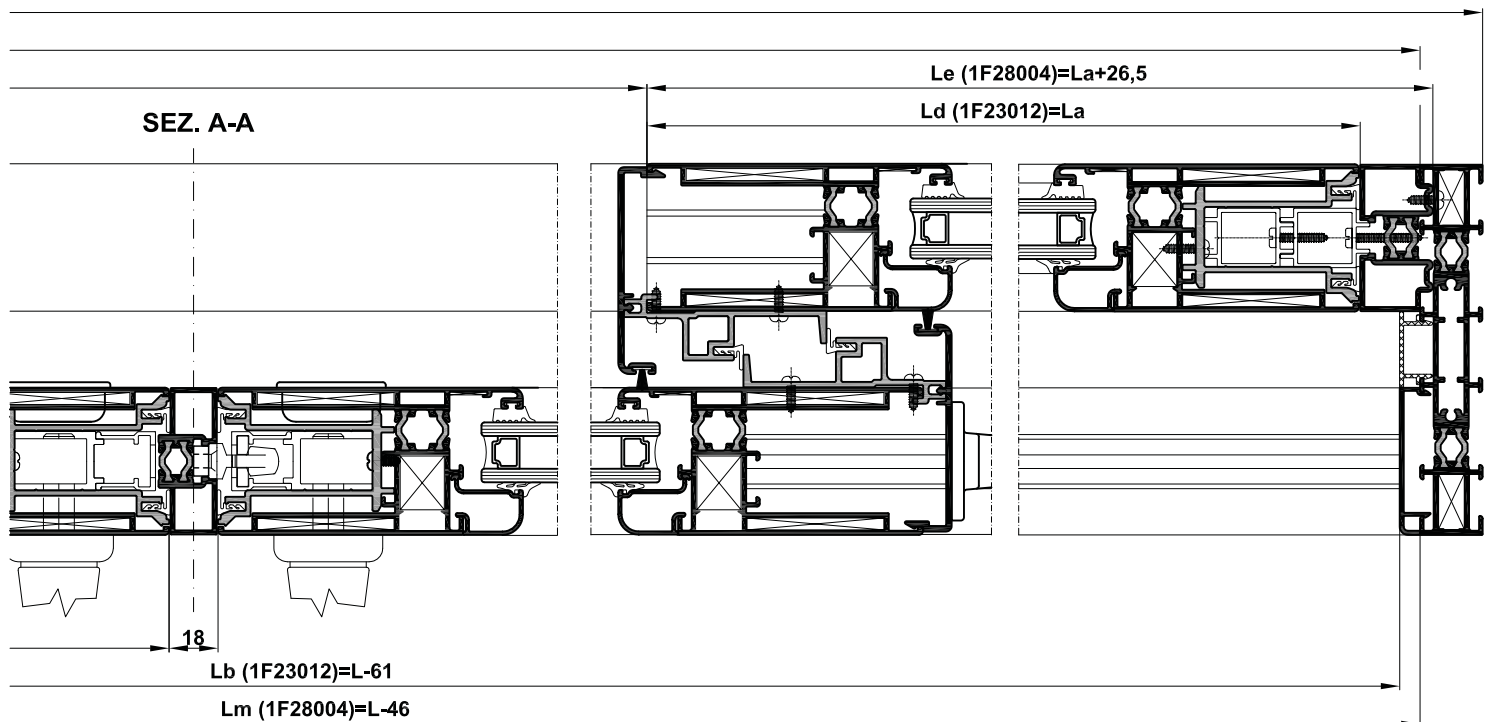 Le (1F28004)=La+26,5
Ld (1F23012)=La
SEZ. A-A
18
Lb (1F23012)=L-61
Lm (1F28004)=L-46